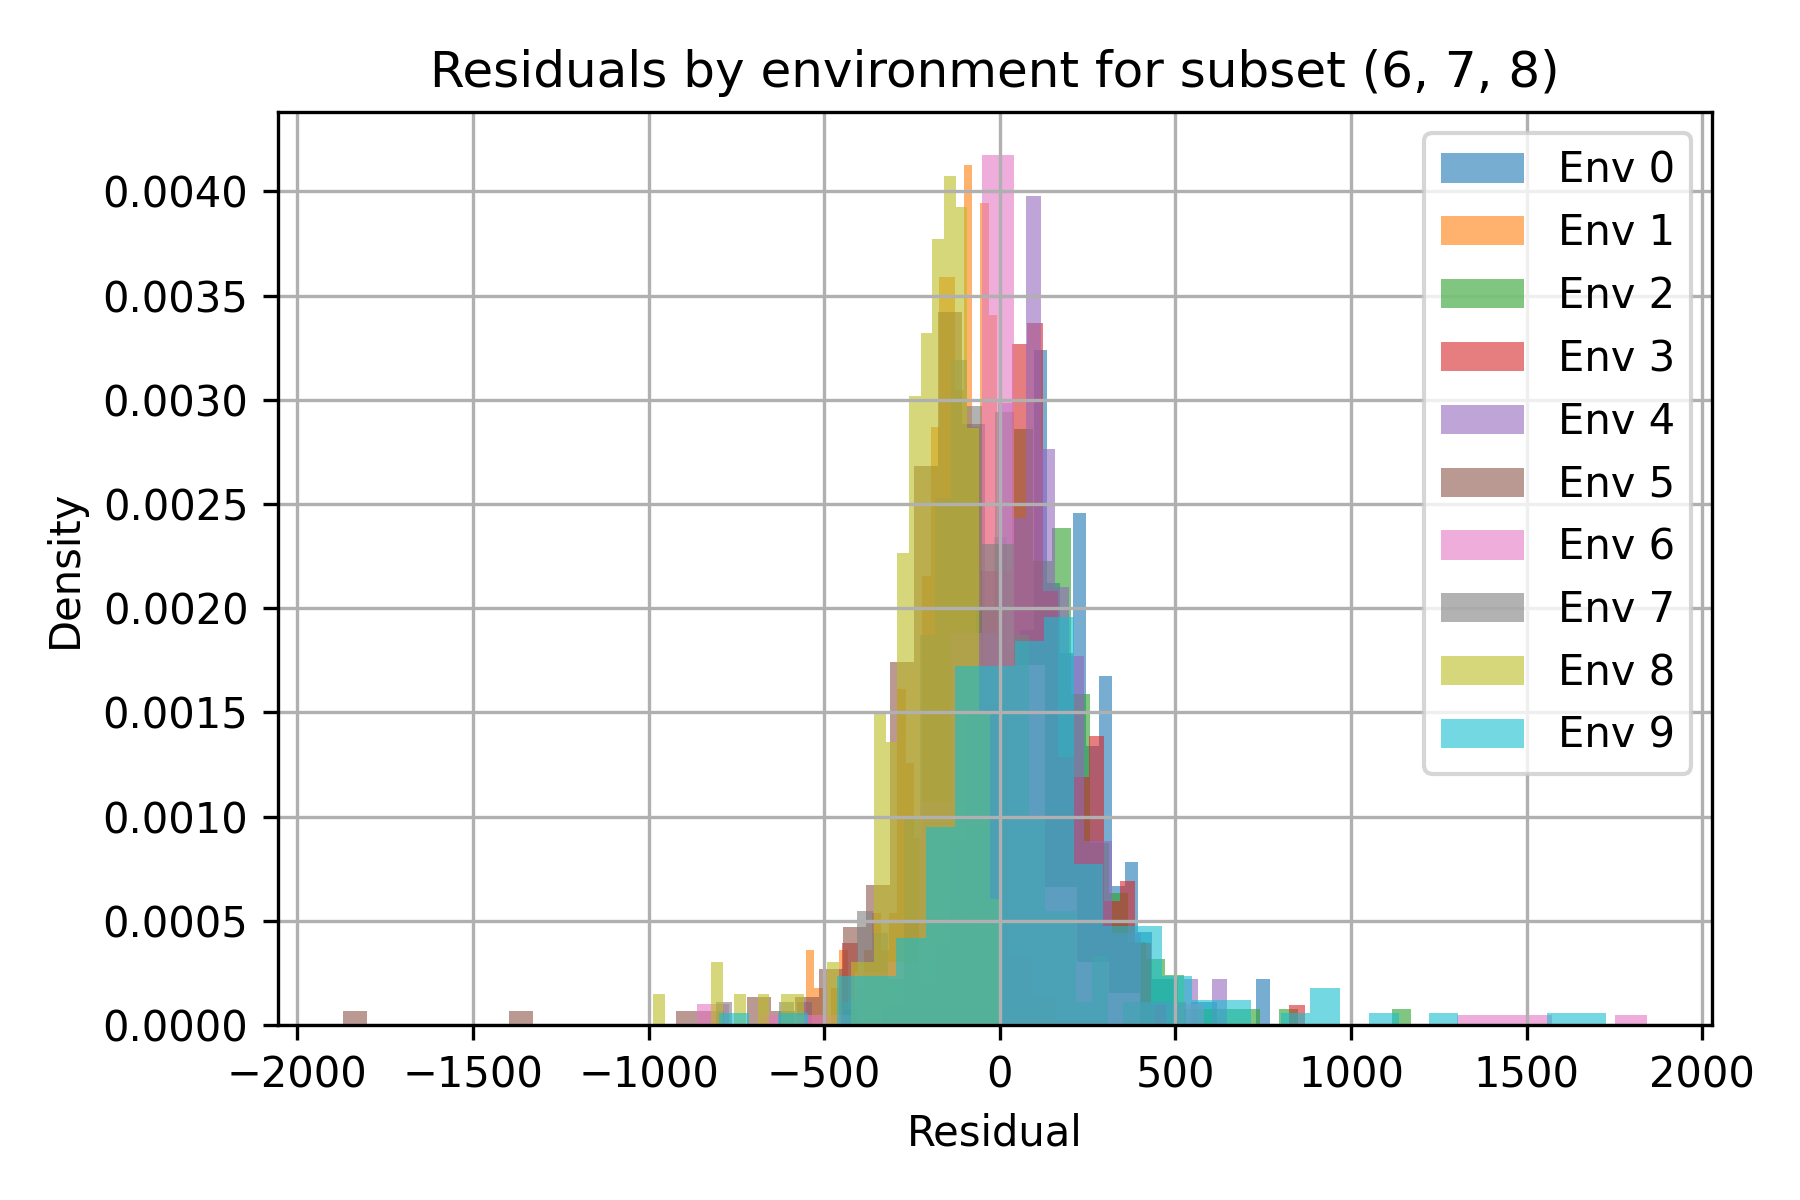 Residuals by environment for subset (6, 7, 8)
Density
0.0040
0.0035
0.0030
0.0025
0.0020
0.0015
0.0010
0.0005
0.0000
−2000 −1500 −1000 −500 0 500 1000 1500 2000
Residual
Env 0
Env 1
Env 2
Env 3
Env 4
Env 5
Env 6
Env 7
Env 8
Env 9